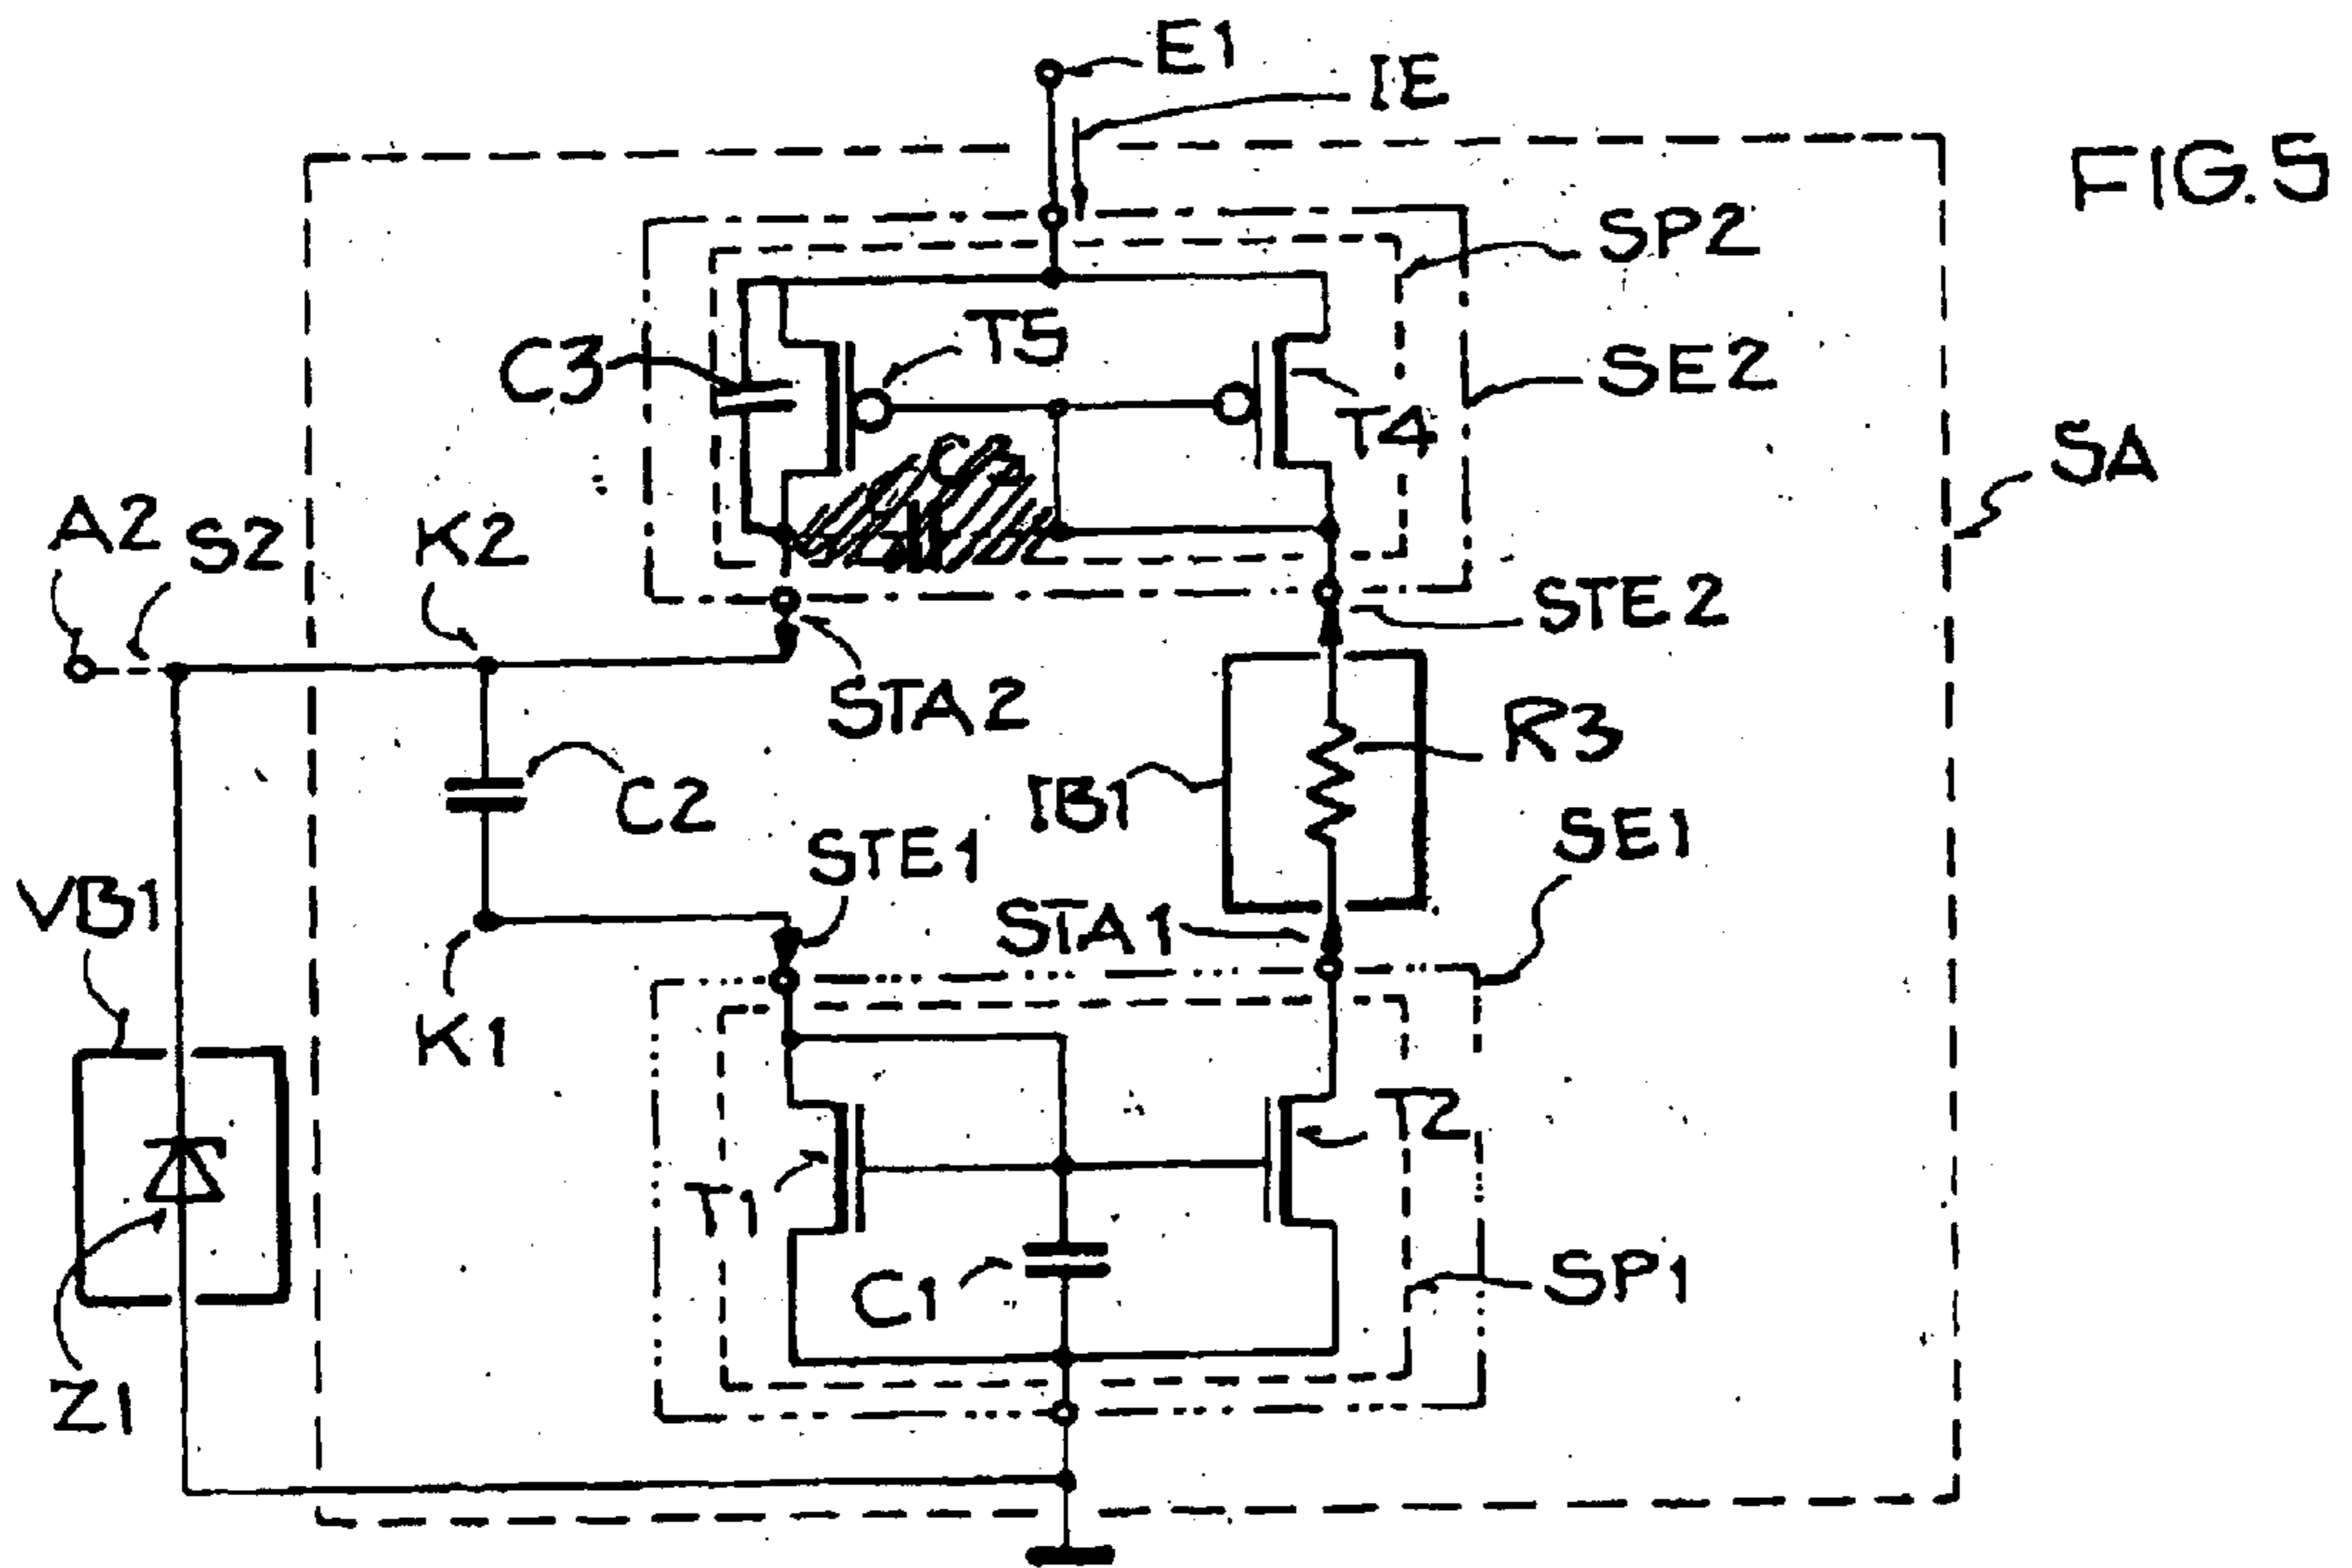 E1
IE
FIG.5
SP2
C3
T5
SE2
T4
SA
A2
S2
K2
STE2
STA2
R3
C2
IB1
STE1
SE1
VB1
STA1
K1
T2
T1
C1
SP1
Z1